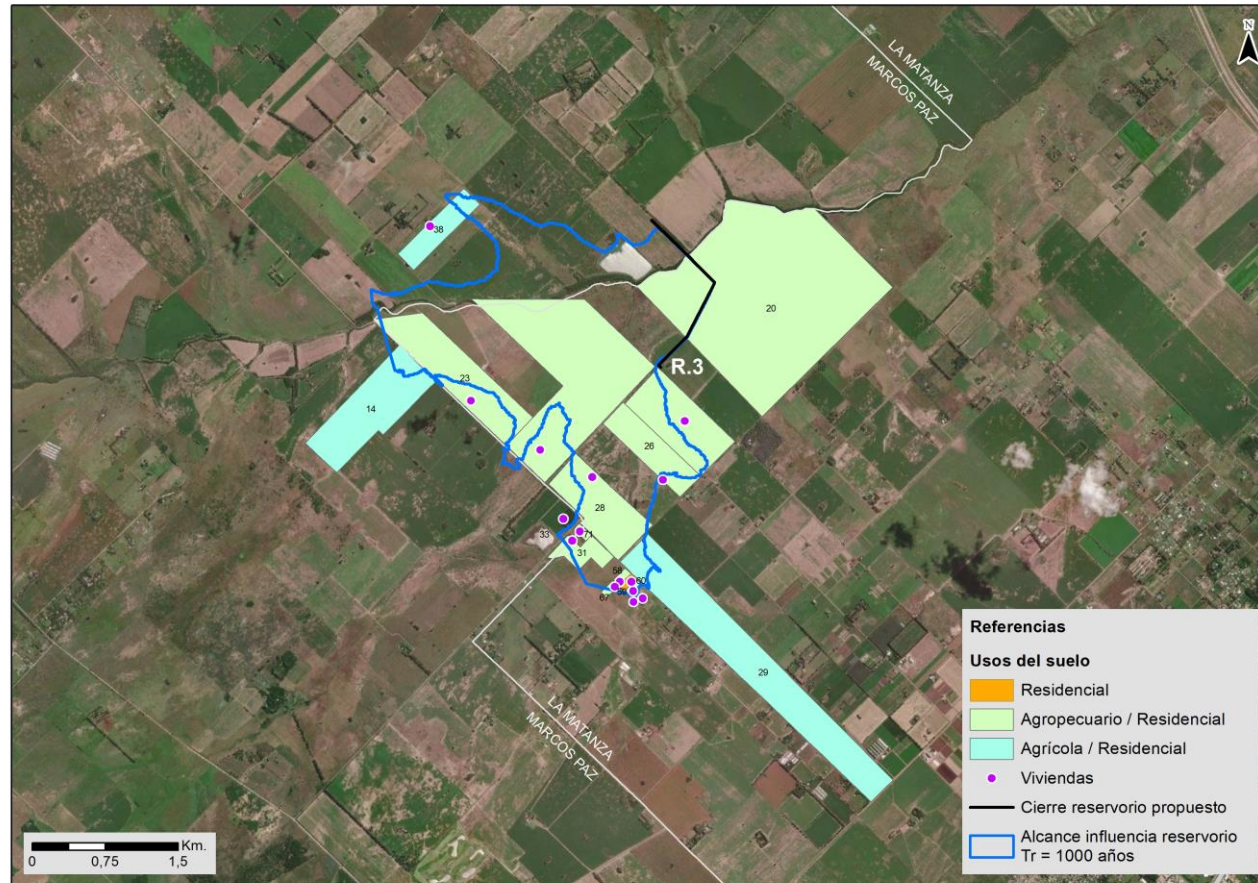 N
LA MATANZA
MARCOS PAZ
38
20
R.3
23
14
26
28
33
71
31
58
60
67
29
LA MATANZA
MARCOS PAZ
Referencias
Usos del suelo
Residencial
Agropecuario / Residencial
Agrícola / Residencial
Viviendas
Cierre reservorio propuesto
Alcance influencia reservorio
Tr = 1000 años
Km.
0 0,75 1,5